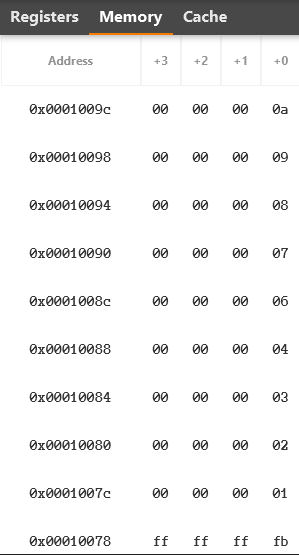 Registers Memory Cache
Address +3 +2 +1 +0
0x0001009c 00 00 00 0a
0x00010098 00 00 00 09
0x00010094 00 00 00 08
0x00010090 00 00 00 07
0x0001008c 00 00 00 06
0x00010088 00 00 00 04
0x00010084 00 00 00 03
0x00010080 00 00 00 02
0x0001007c 00 00 00 01
0x00010078 ff ff ff fb